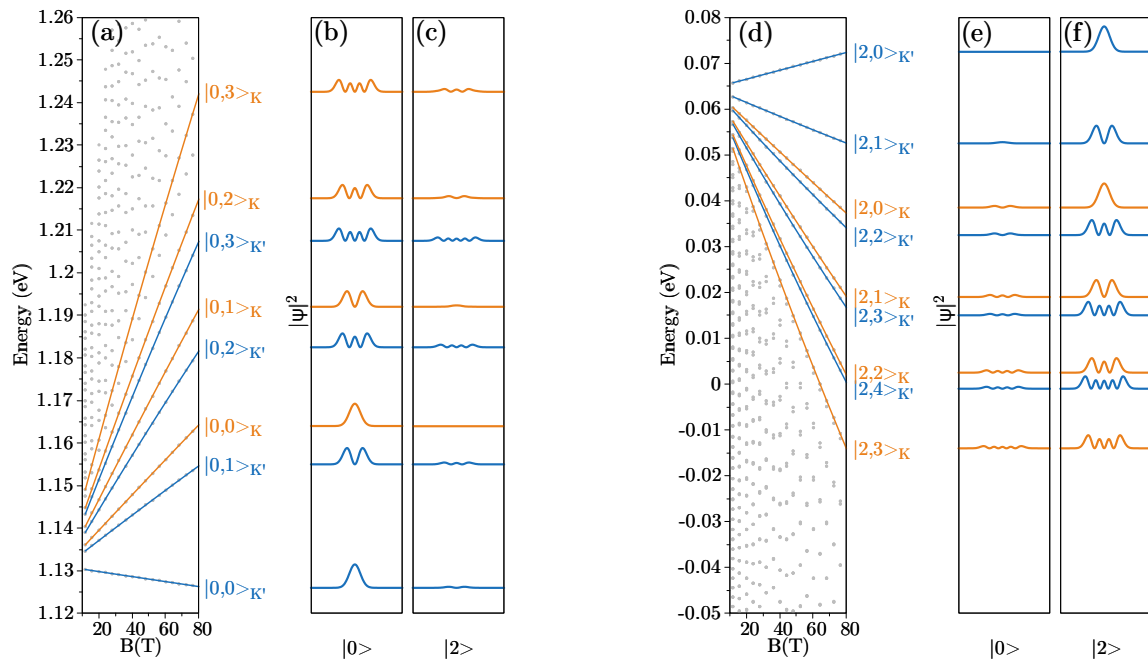 (a)
Energy (eV)
1.26
1.25
1.24
1.23
1.22
1.21
1.2
1.19
1.18
1.17
1.16
1.15
1.14
1.13
1.12
20 40 60 80
B(T)
|0,3>K
|0,2>K
|0,3>K'
|0,1>K
|0,2>K'
|0,0>K
|0,1>K'
|0,0>K'
(b)
|ψ|²
|0>
(c)
|2>
(d)
Energy (eV)
0.08
0.07
0.06
0.05
0.04
0.03
0.02
0.01
0
-0.01
-0.02
-0.03
-0.04
-0.05
20 40 60 80
B(T)
|2,0>K'
|2,1>K'
|2,0>K
|2,2>K'
|2,1>K
|2,3>K'
|2,2>K
|2,4>K'
|2,3>K
(e)
|ψ|²
|0>
(f)
|2>